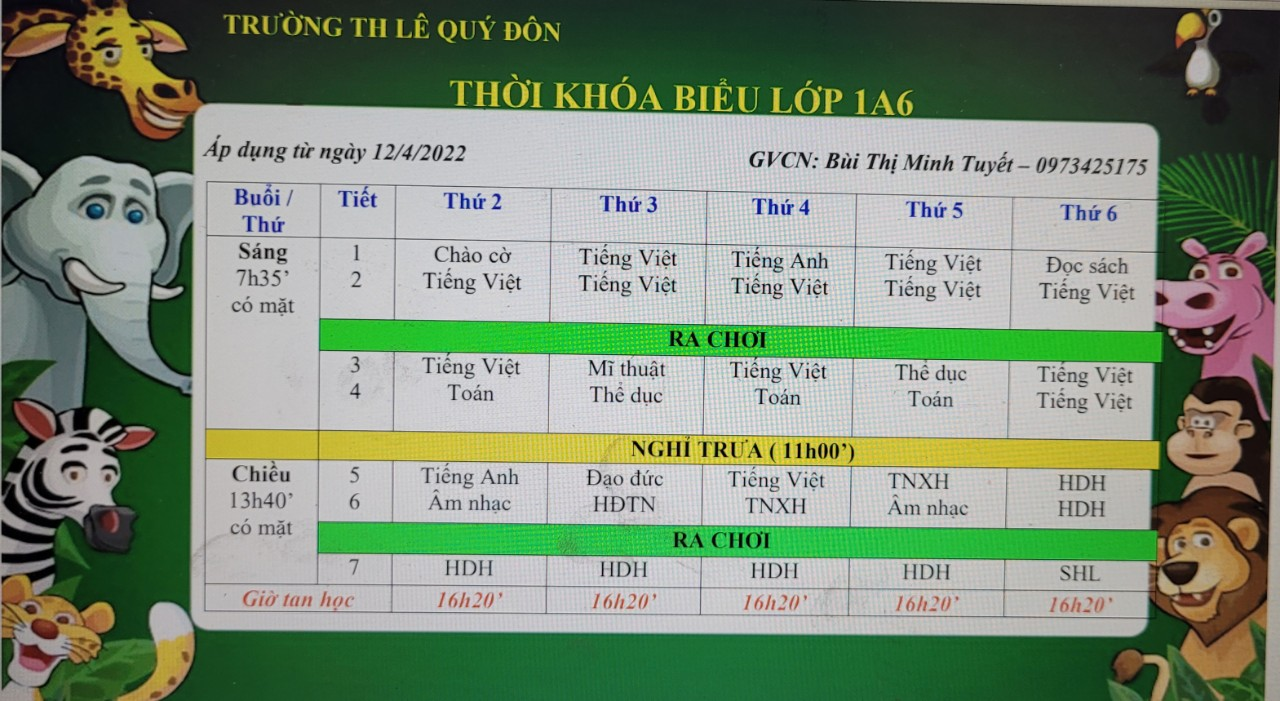 TRƯỜNG TH LÊ QUÝ ĐÔN
THỜI KHÓA BIỂU LỚP 1A6
Áp dụng từ ngày 12/4/2022
GVCN: Bùi Thị Minh Tuyết – 0973425175
Buổi / Thứ Tiết Thứ 2 Thứ 3 Thứ 4 Thứ 5 Thứ 6
Sáng 1 Chào cờ Tiếng Việt Tiếng Anh Tiếng Việt Đọc sách
7h35’ 2 Tiếng Việt Tiếng Việt Tiếng Việt Tiếng Việt Tiếng Việt
có mặt
RA CHƠI
3 Tiếng Việt Mĩ thuật Tiếng Việt Thể dục Tiếng Việt
4 Toán Thể dục Toán Toán Tiếng Việt
NGHỈ TRƯA ( 11h00’)
Chiều 5 Tiếng Anh Đạo đức Tiếng Việt TNXH HDH
13h40’ 6 Âm nhạc HĐTN TNXH Âm nhạc HDH
có mặt
RA CHƠI
7 HDH HDH HDH HDH SHL
Giờ tan học 16h20’ 16h20’ 16h20’ 16h20’ 16h20’